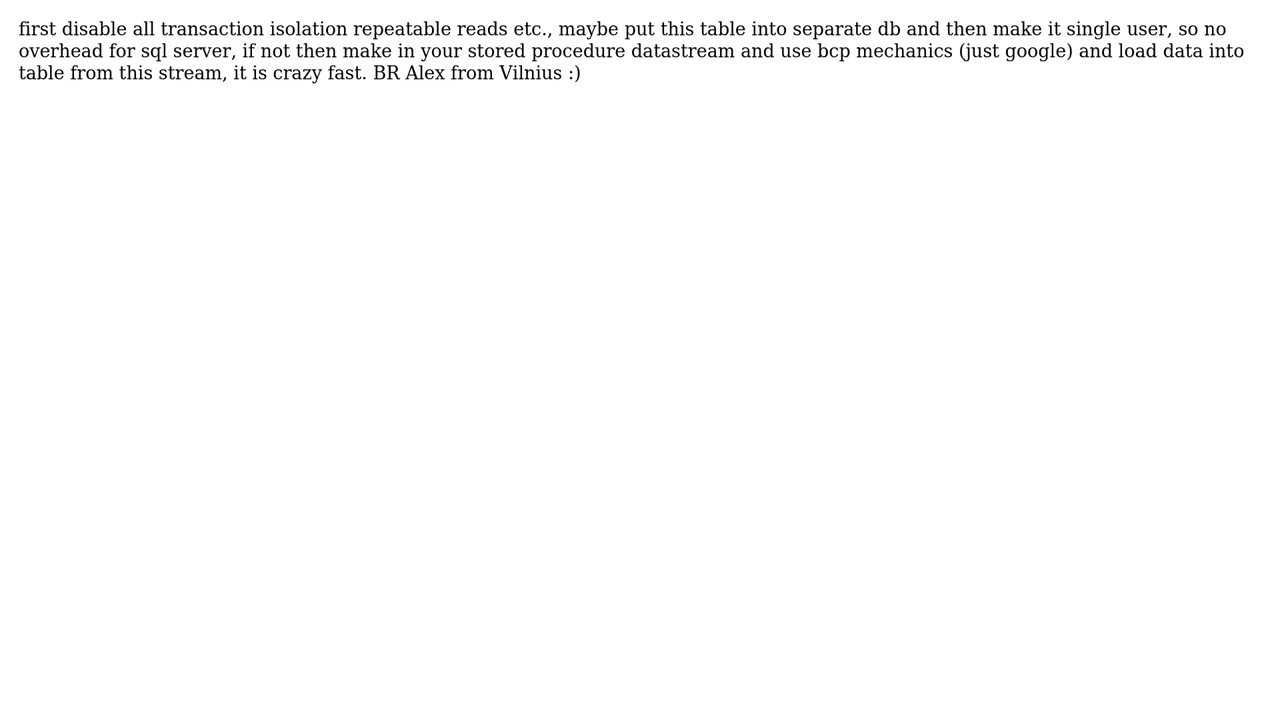 first disable all transaction isolation repeatable reads etc., maybe put this table into separate db and then make it single user, so no
overhead for sql server, if not then make in your stored procedure datastream and use bcp mechanics (just google) and load data into
table from this stream, it is crazy fast. BR Alex from Vilnius :)